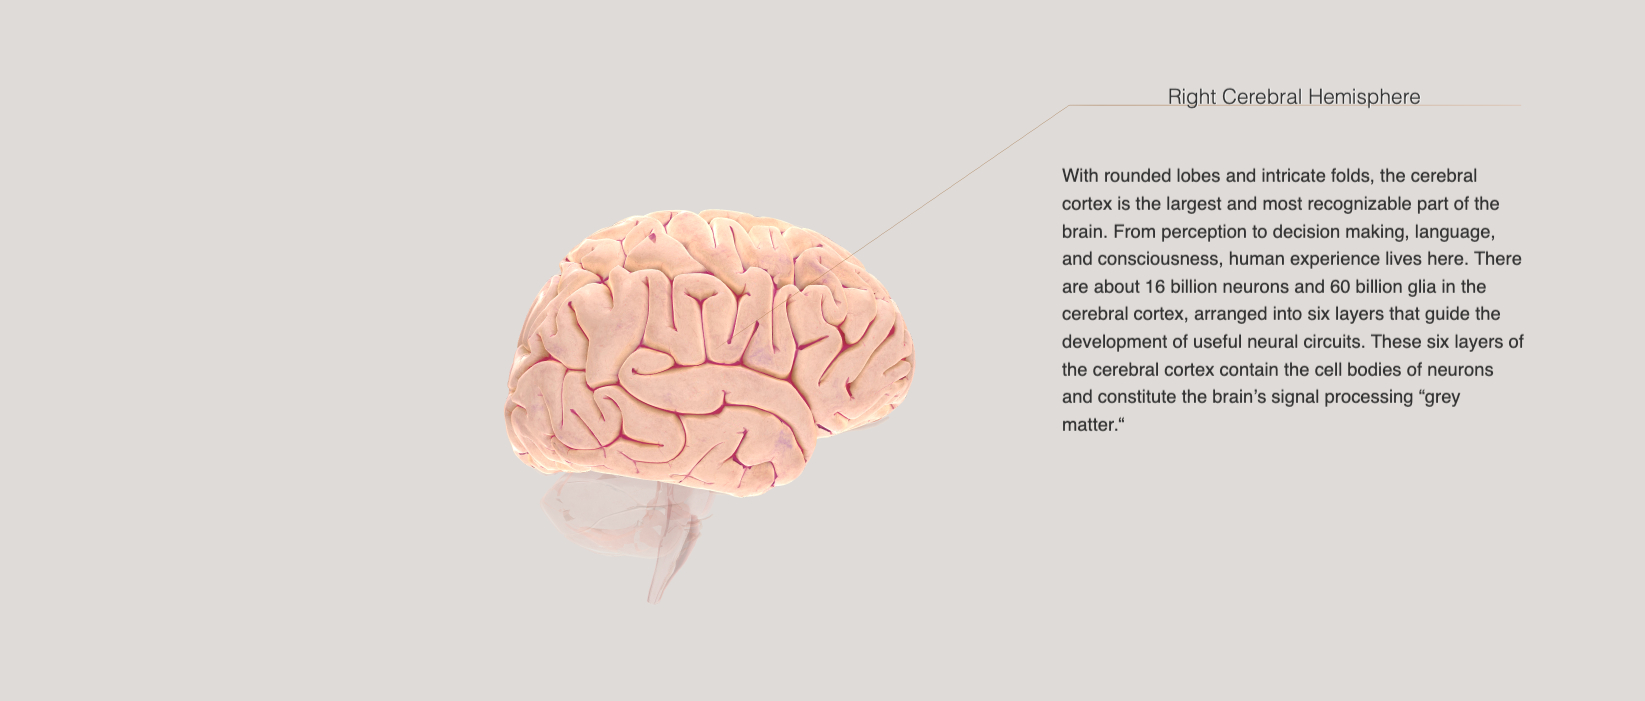 Right Cerebral Hemisphere
With rounded lobes and intricate folds, the cerebral
cortex is the largest and most recognizable part of the
brain. From perception to decision making, language,
and consciousness, human experience lives here. There
are about 16 billion neurons and 60 billion glia in the
cerebral cortex, arranged into six layers that guide the
development of useful neural circuits. These six layers of
the cerebral cortex contain the cell bodies of neurons
and constitute the brain’s signal processing “grey
matter.“